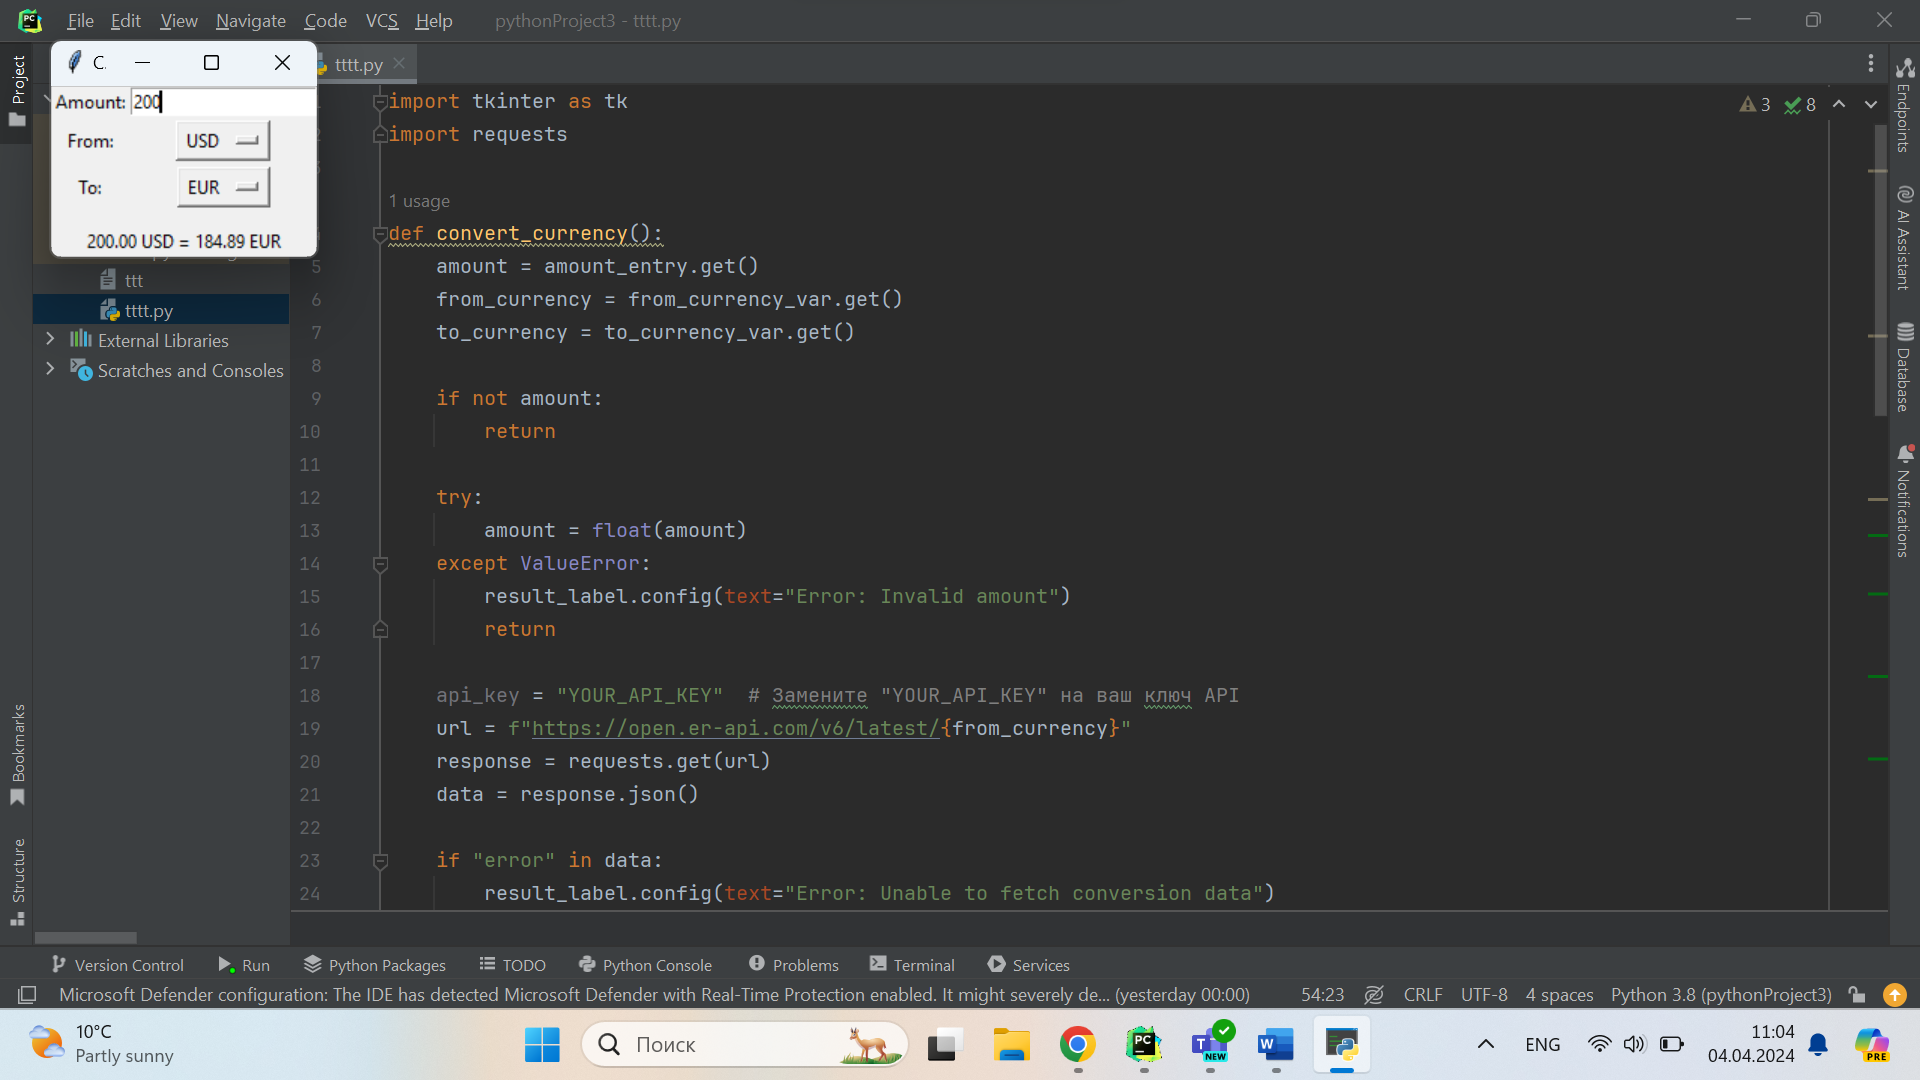 PC File Edit View Navigate Code VCS Help pythonProject3 - tttt.py
C.
tttt.py
Project
Amount: 200
From: USD
To: EUR
200.00 USD = 184.89 EUR
ttt
tttt.py
External Libraries
Scratches and Consoles
Bookmarks
Structure
import tkinter as tk
import requests
1 usage
def convert_currency():
5 amount = amount_entry.get()
6 from_currency = from_currency_var.get()
7 to_currency = to_currency_var.get()
8
9 if not amount:
10 return
11
12 try:
13 amount = float(amount)
14 except ValueError:
15 result_label.config(text="Error: Invalid amount")
16 return
17
18 api_key = "YOUR_API_KEY" # Замените "YOUR_API_KEY" на ваш ключ API
19 url = f"https://open.er-api.com/v6/latest/{from_currency}"
20 response = requests.get(url)
21 data = response.json()
22
23 if "error" in data:
24 result_label.config(text="Error: Unable to fetch conversion data")
3 8
Endpoints
AI Assistant
Database
Notifications
Version Control Run Python Packages TODO Python Console Problems Terminal Services
Microsoft Defender configuration: The IDE has detected Microsoft Defender with Real-Time Protection enabled. It might severely de... (yesterday 00:00) 54:23 CRLF UTF-8 4 spaces Python 3.8 (pythonProject3)
10°C
Partly sunny
Поиск
PC
T NEW
W
ENG
11:04
04.04.2024
PRE